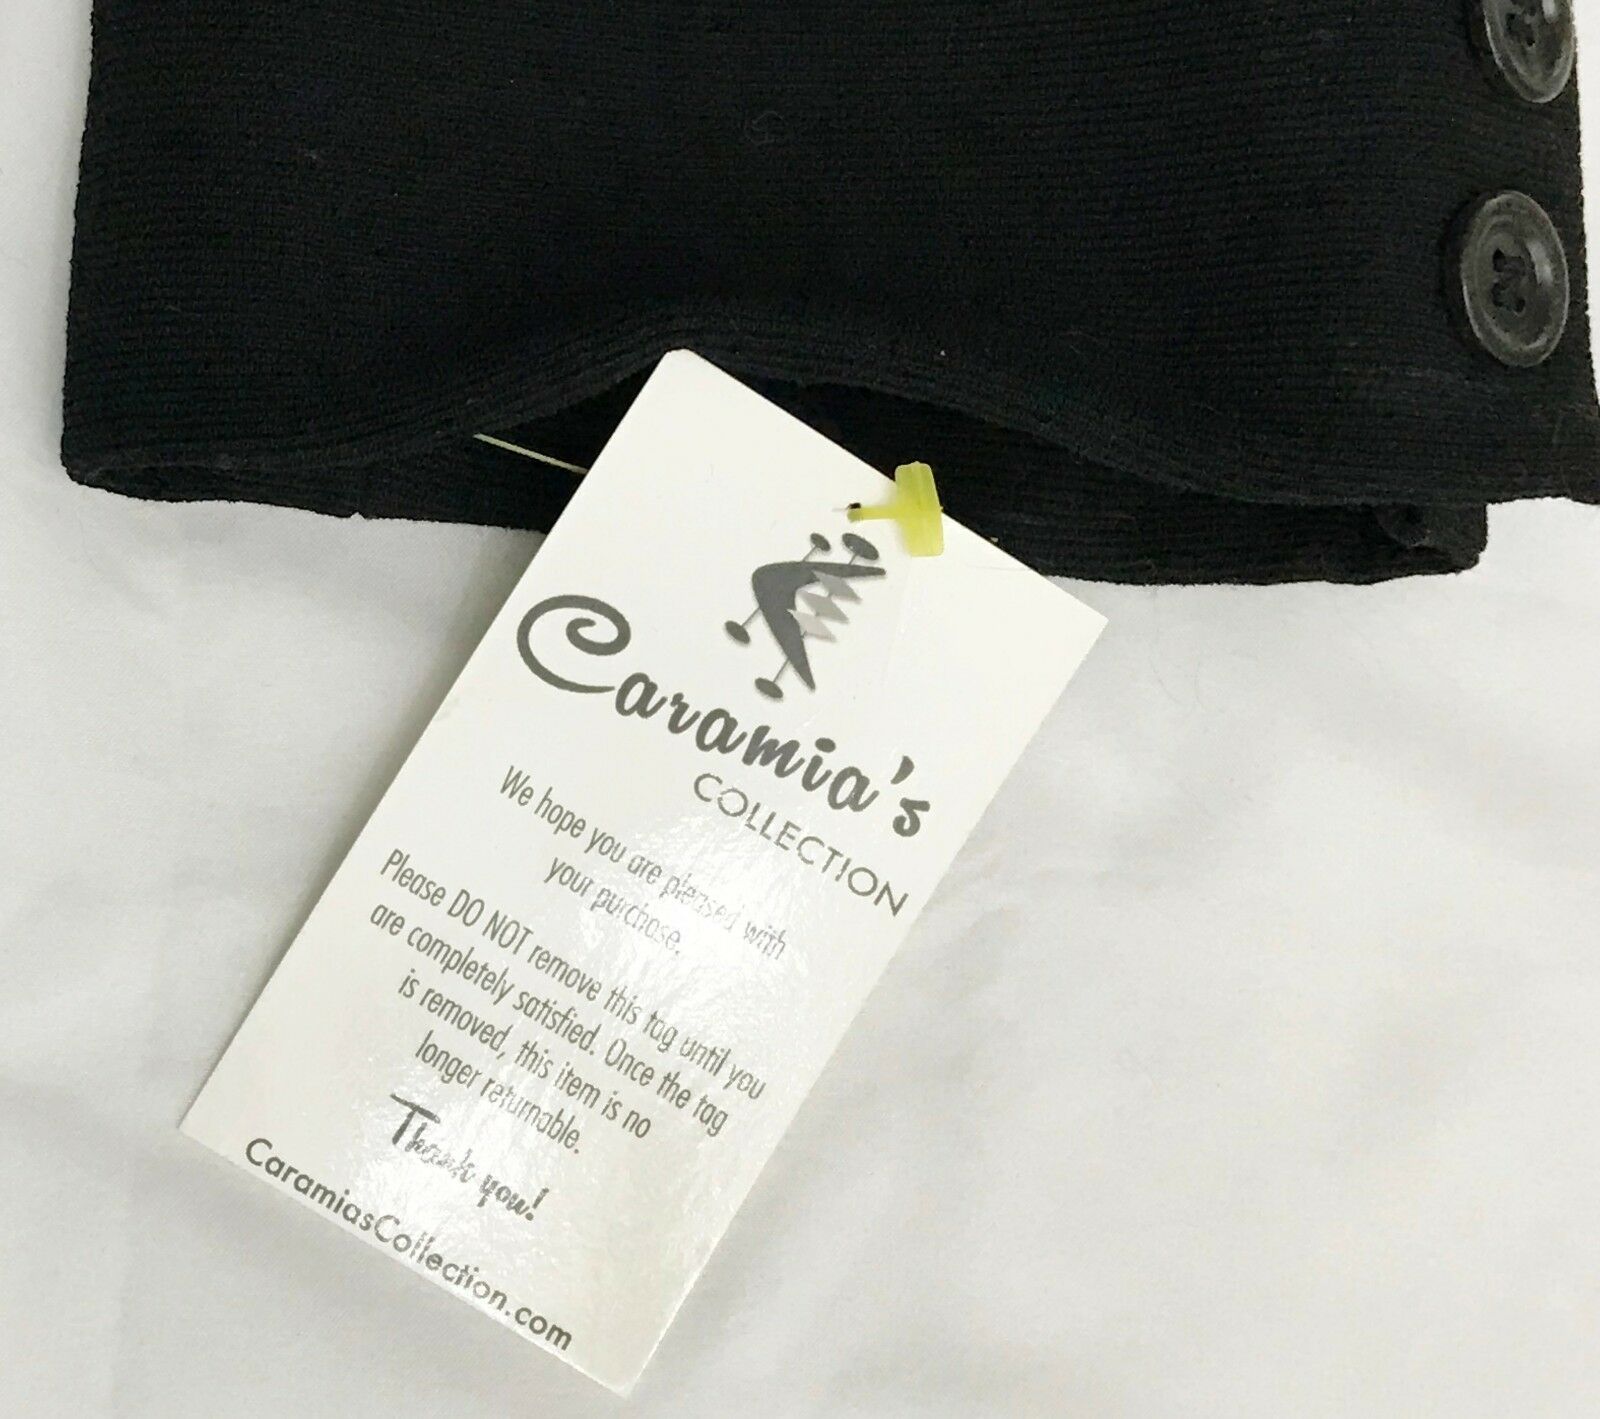 Caramia's
COLLECTION
We hope you are pleased with
your purchase.
Please DO NOT remove this tag until you
are completely satisfied. Once the tag
is removed, this item is no
longer returnable.
Thank you!
CaramiasCollection.com